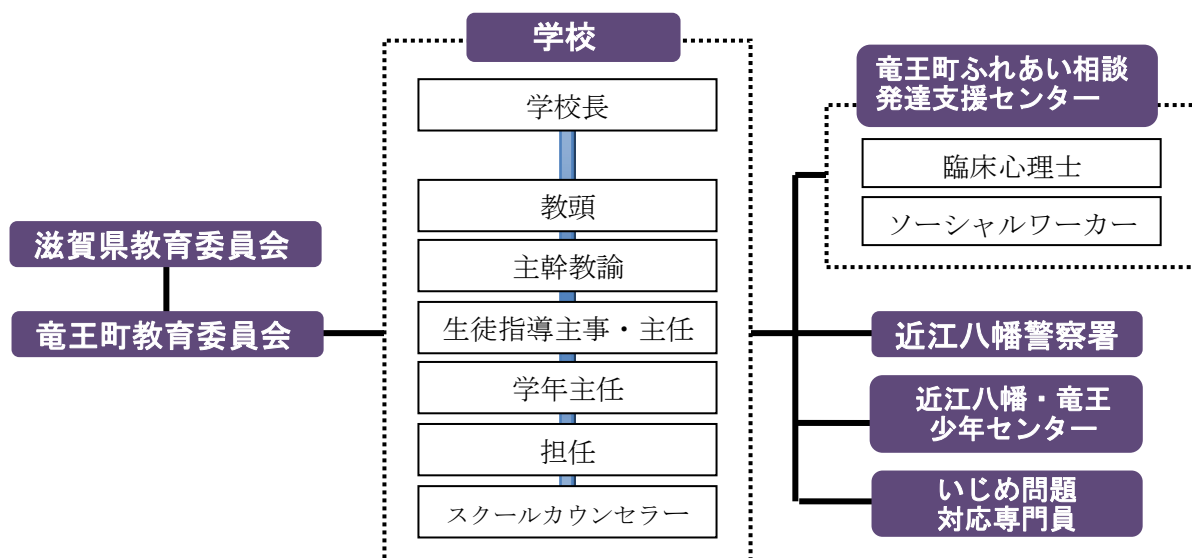 滋賀県教育委員会
竜王町教育委員会
学校
学校長
教頭
主幹教諭
生徒指導主事・主任
学年主任
担任
スクールカウンセラー
竜王町ふれあい相談
発達支援センター
臨床心理士
ソーシャルワーカー
近江八幡警察署
近江八幡・竜王
少年センター
いじめ問題
対応専門員